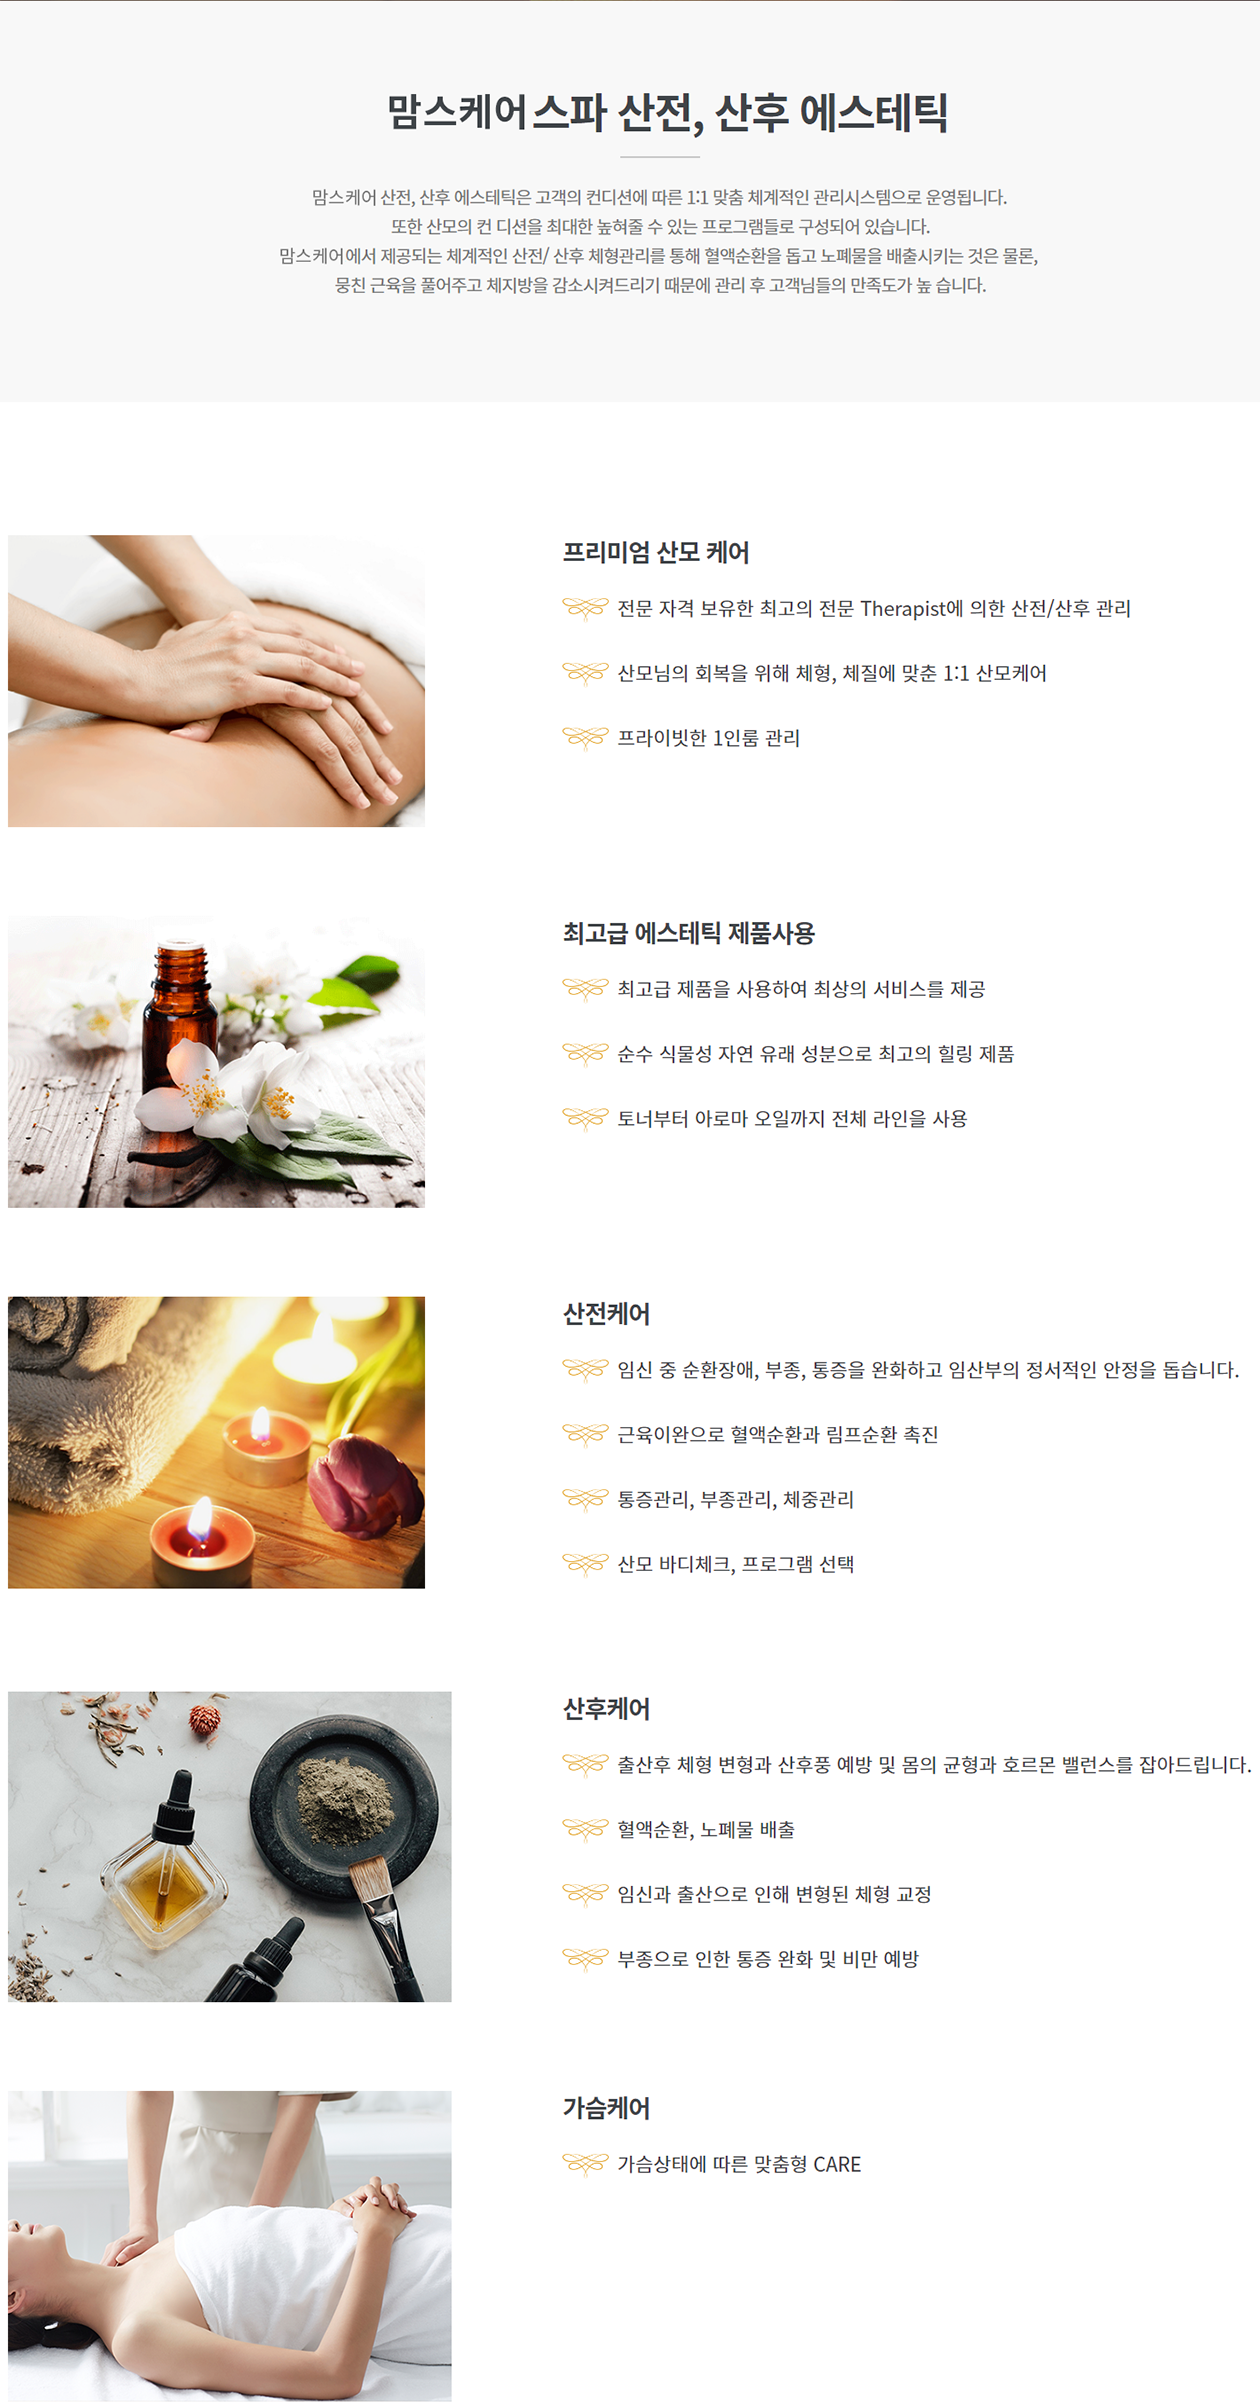 맘스케어 스파 산전, 산후 에스테틱
맘스케어 산전, 산후 에스테틱은 고객의 컨디션에 따른 1:1 맞춤 체계적인 관리시스템으로 운영됩니다.
또한 산모의 컨 디션을 최대한 높혀줄 수 있는 프로그램들로 구성되어 있습니다.
맘스케어에서 제공되는 체계적인 산전/ 산후 체형관리를 통해 혈액순환을 돕고 노폐물을 배출시키는 것은 물론,
뭉친 근육을 풀어주고 체지방을 감소시켜드리기 때문에 관리 후 고객님들의 만족도가 높 습니다.
프리미엄 산모 케어
전문 자격 보유한 최고의 전문 Therapist에 의한 산전/산후 관리
산모님의 회복을 위해 체형, 체질에 맞춘 1:1 산모케어
프라이빗한 1인룸 관리
최고급 에스테틱 제품사용
최고급 제품을 사용하여 최상의 서비스를 제공
순수 식물성 자연 유래 성분으로 최고의 힐링 제품
토너부터 아로마 오일까지 전체 라인을 사용
산전케어
임신 중 순환장애, 부종, 통증을 완화하고 임산부의 정서적인 안정을 돕습니다.
근육이완으로 혈액순환과 림프순환 촉진
통증관리, 부종관리, 체중관리
산모 바디체크, 프로그램 선택
산후케어
출산후 체형 변형과 산후풍 예방 및 몸의 균형과 호르몬 밸런스를 잡아드립니다.
혈액순환, 노폐물 배출
임신과 출산으로 인해 변형된 체형 교정
부종으로 인한 통증 완화 및 비만 예방
가슴케어
가슴상태에 따른 맞춤형 CARE